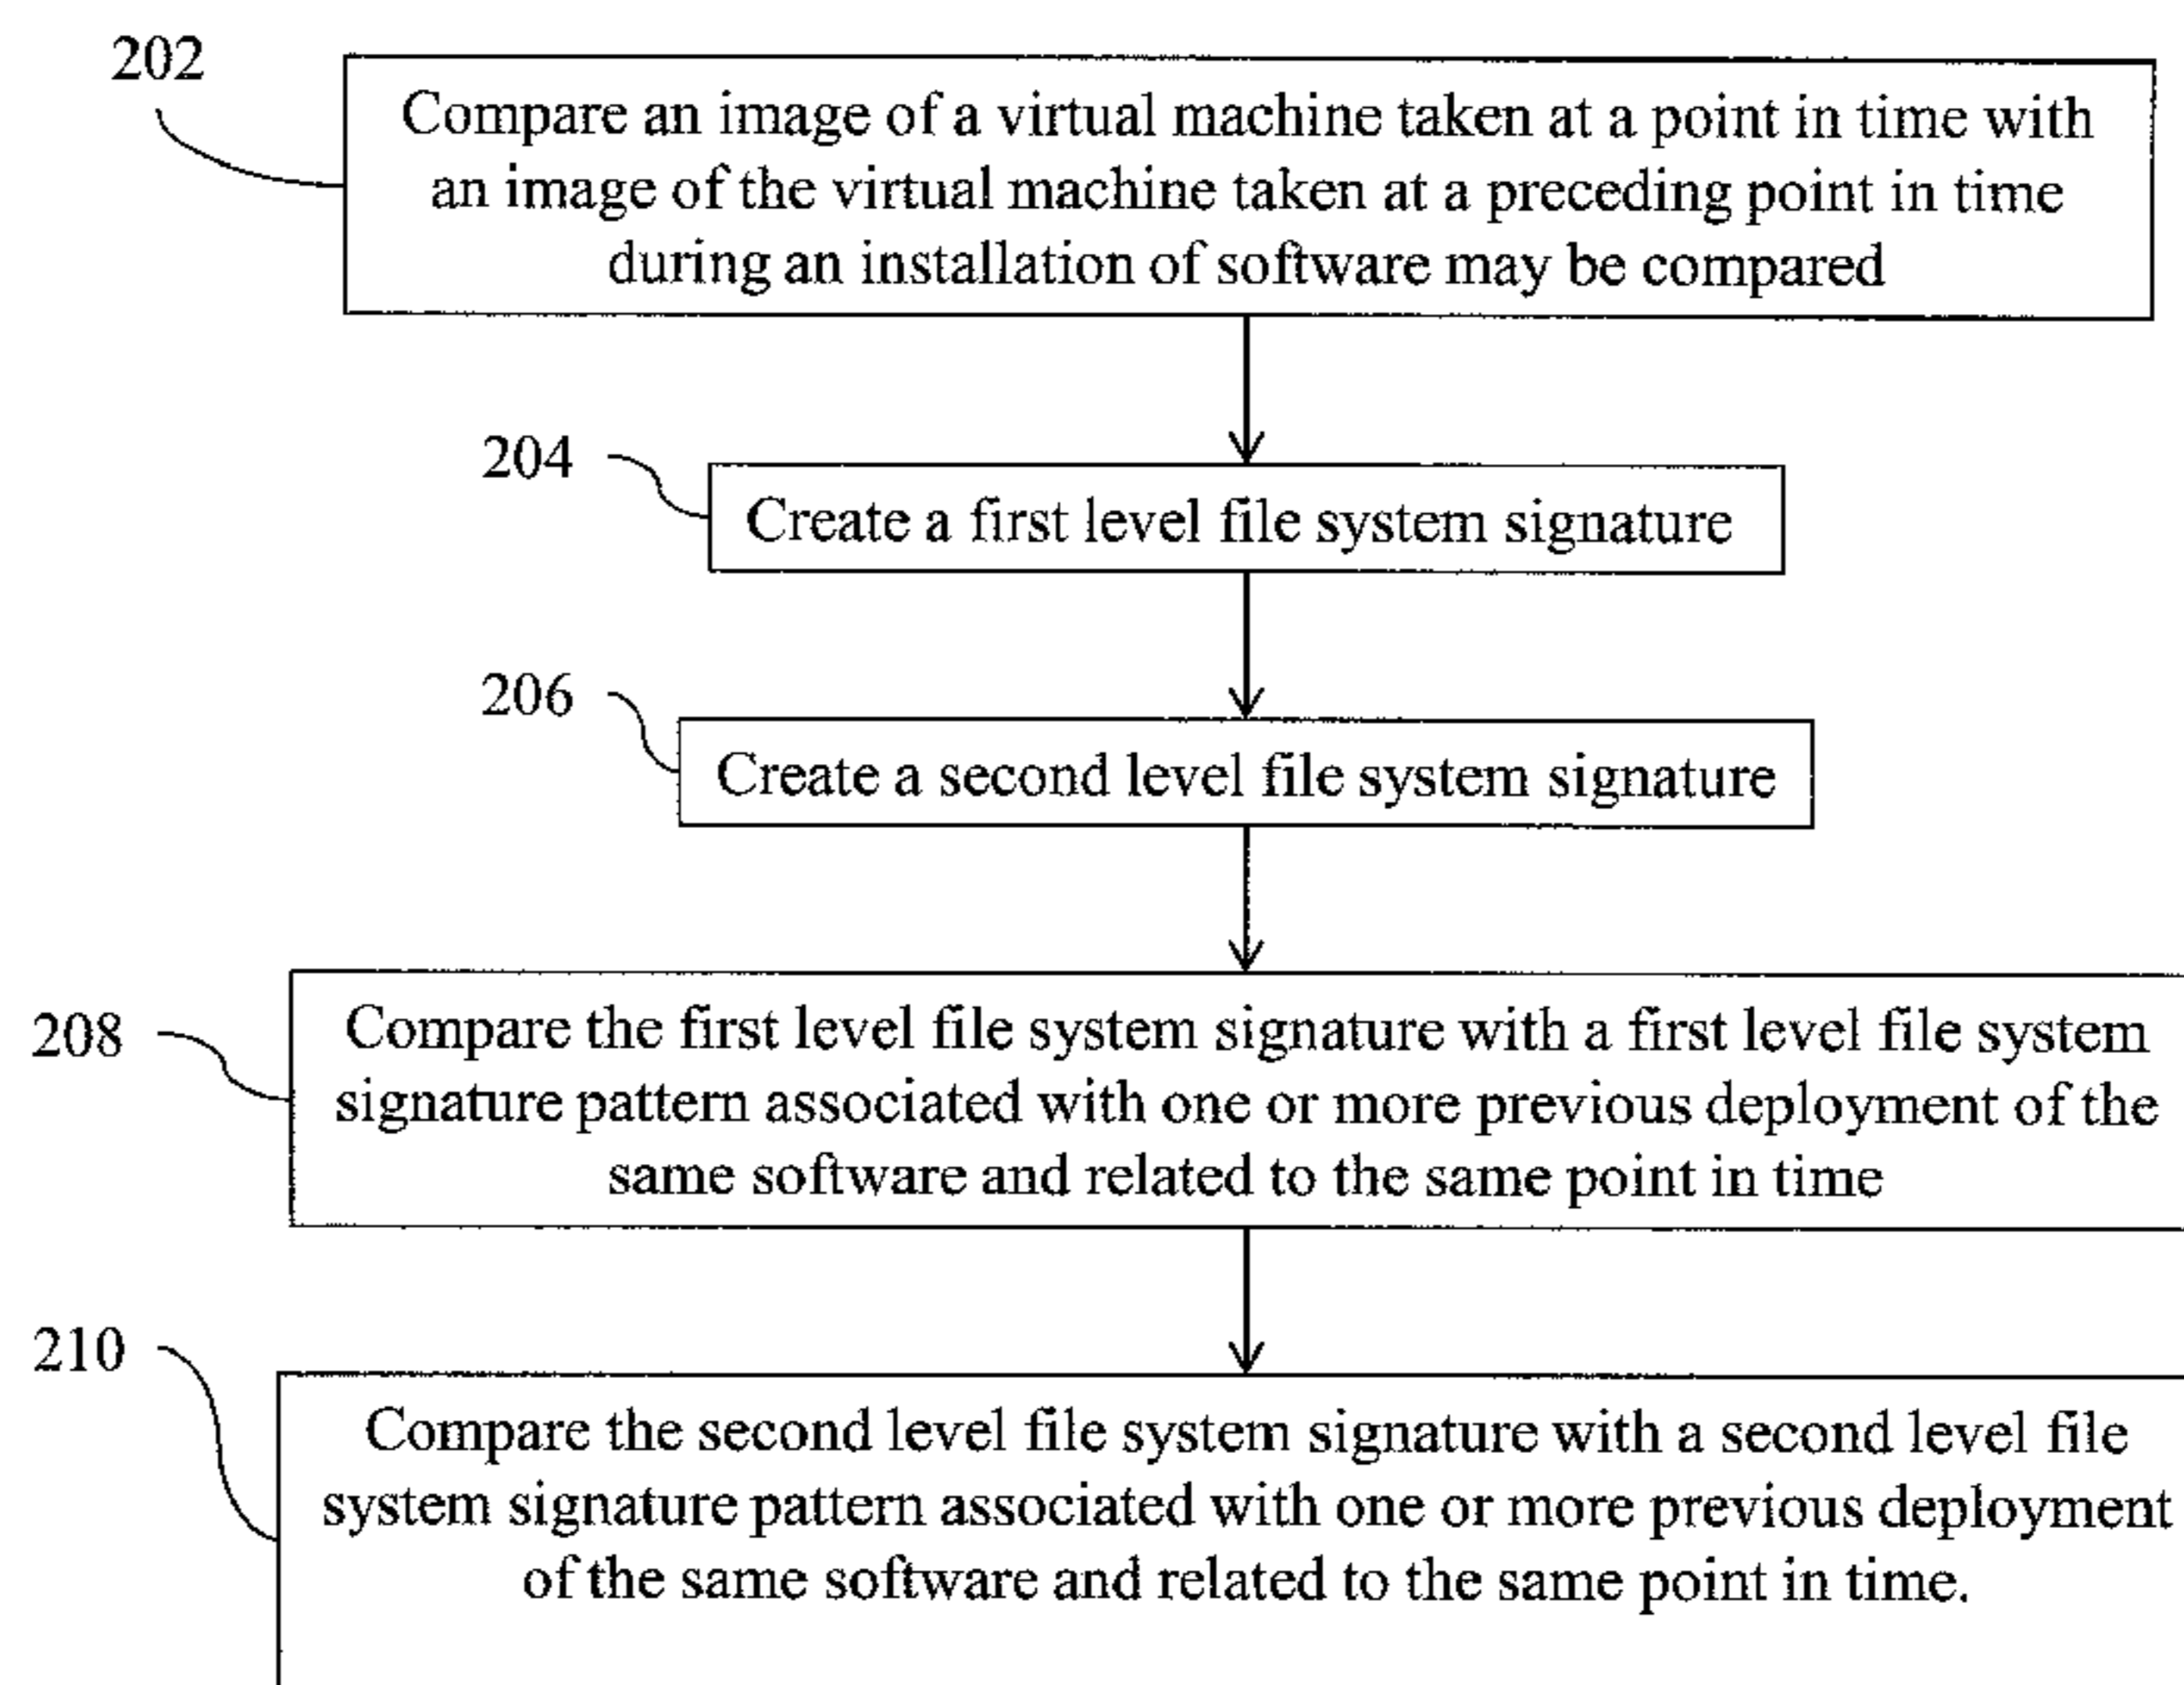 202
Compare an image of a virtual machine taken at a point in time with
an image of the virtual machine taken at a preceding point in time
during an installation of software may be compared
204
Create a first level file system signature
206
Create a second level file system signature
208
Compare the first level file system signature with a first level file system
signature pattern associated with one or more previous deployment of the
same software and related to the same point in time
210
Compare the second level file system signature with a second level file
system signature pattern associated with one or more previous deployment
of the same software and related to the same point in time.